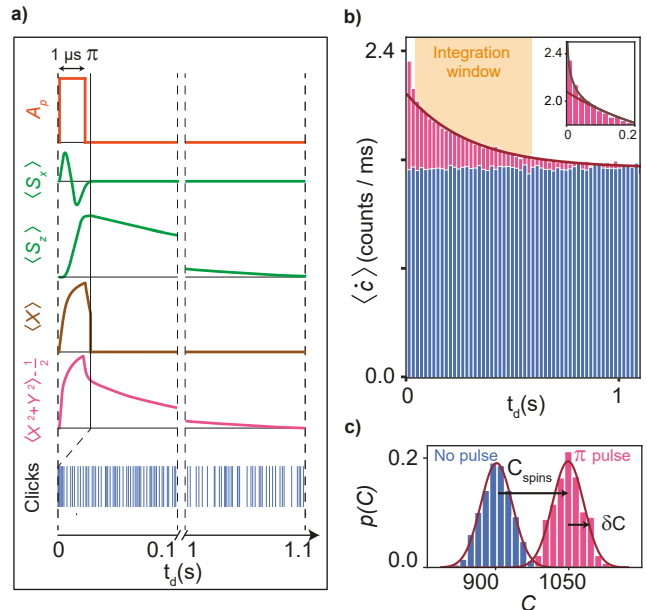 a)
1 μs π
A_p
⟨S_x⟩
⟨S_z⟩
⟨X⟩
⟨X²+Y²⟩-½
Clicks
0
0.1
1
1.1
t_d(s)
b)
2.4
Integration
window
2.0
0
0.2
⟨ċ⟩ (counts / ms)
0.0
0
1
t_d(s)
c)
No pulse
π pulse
0.2
C_spins
p(C)
δC
0.0
900
1050
C